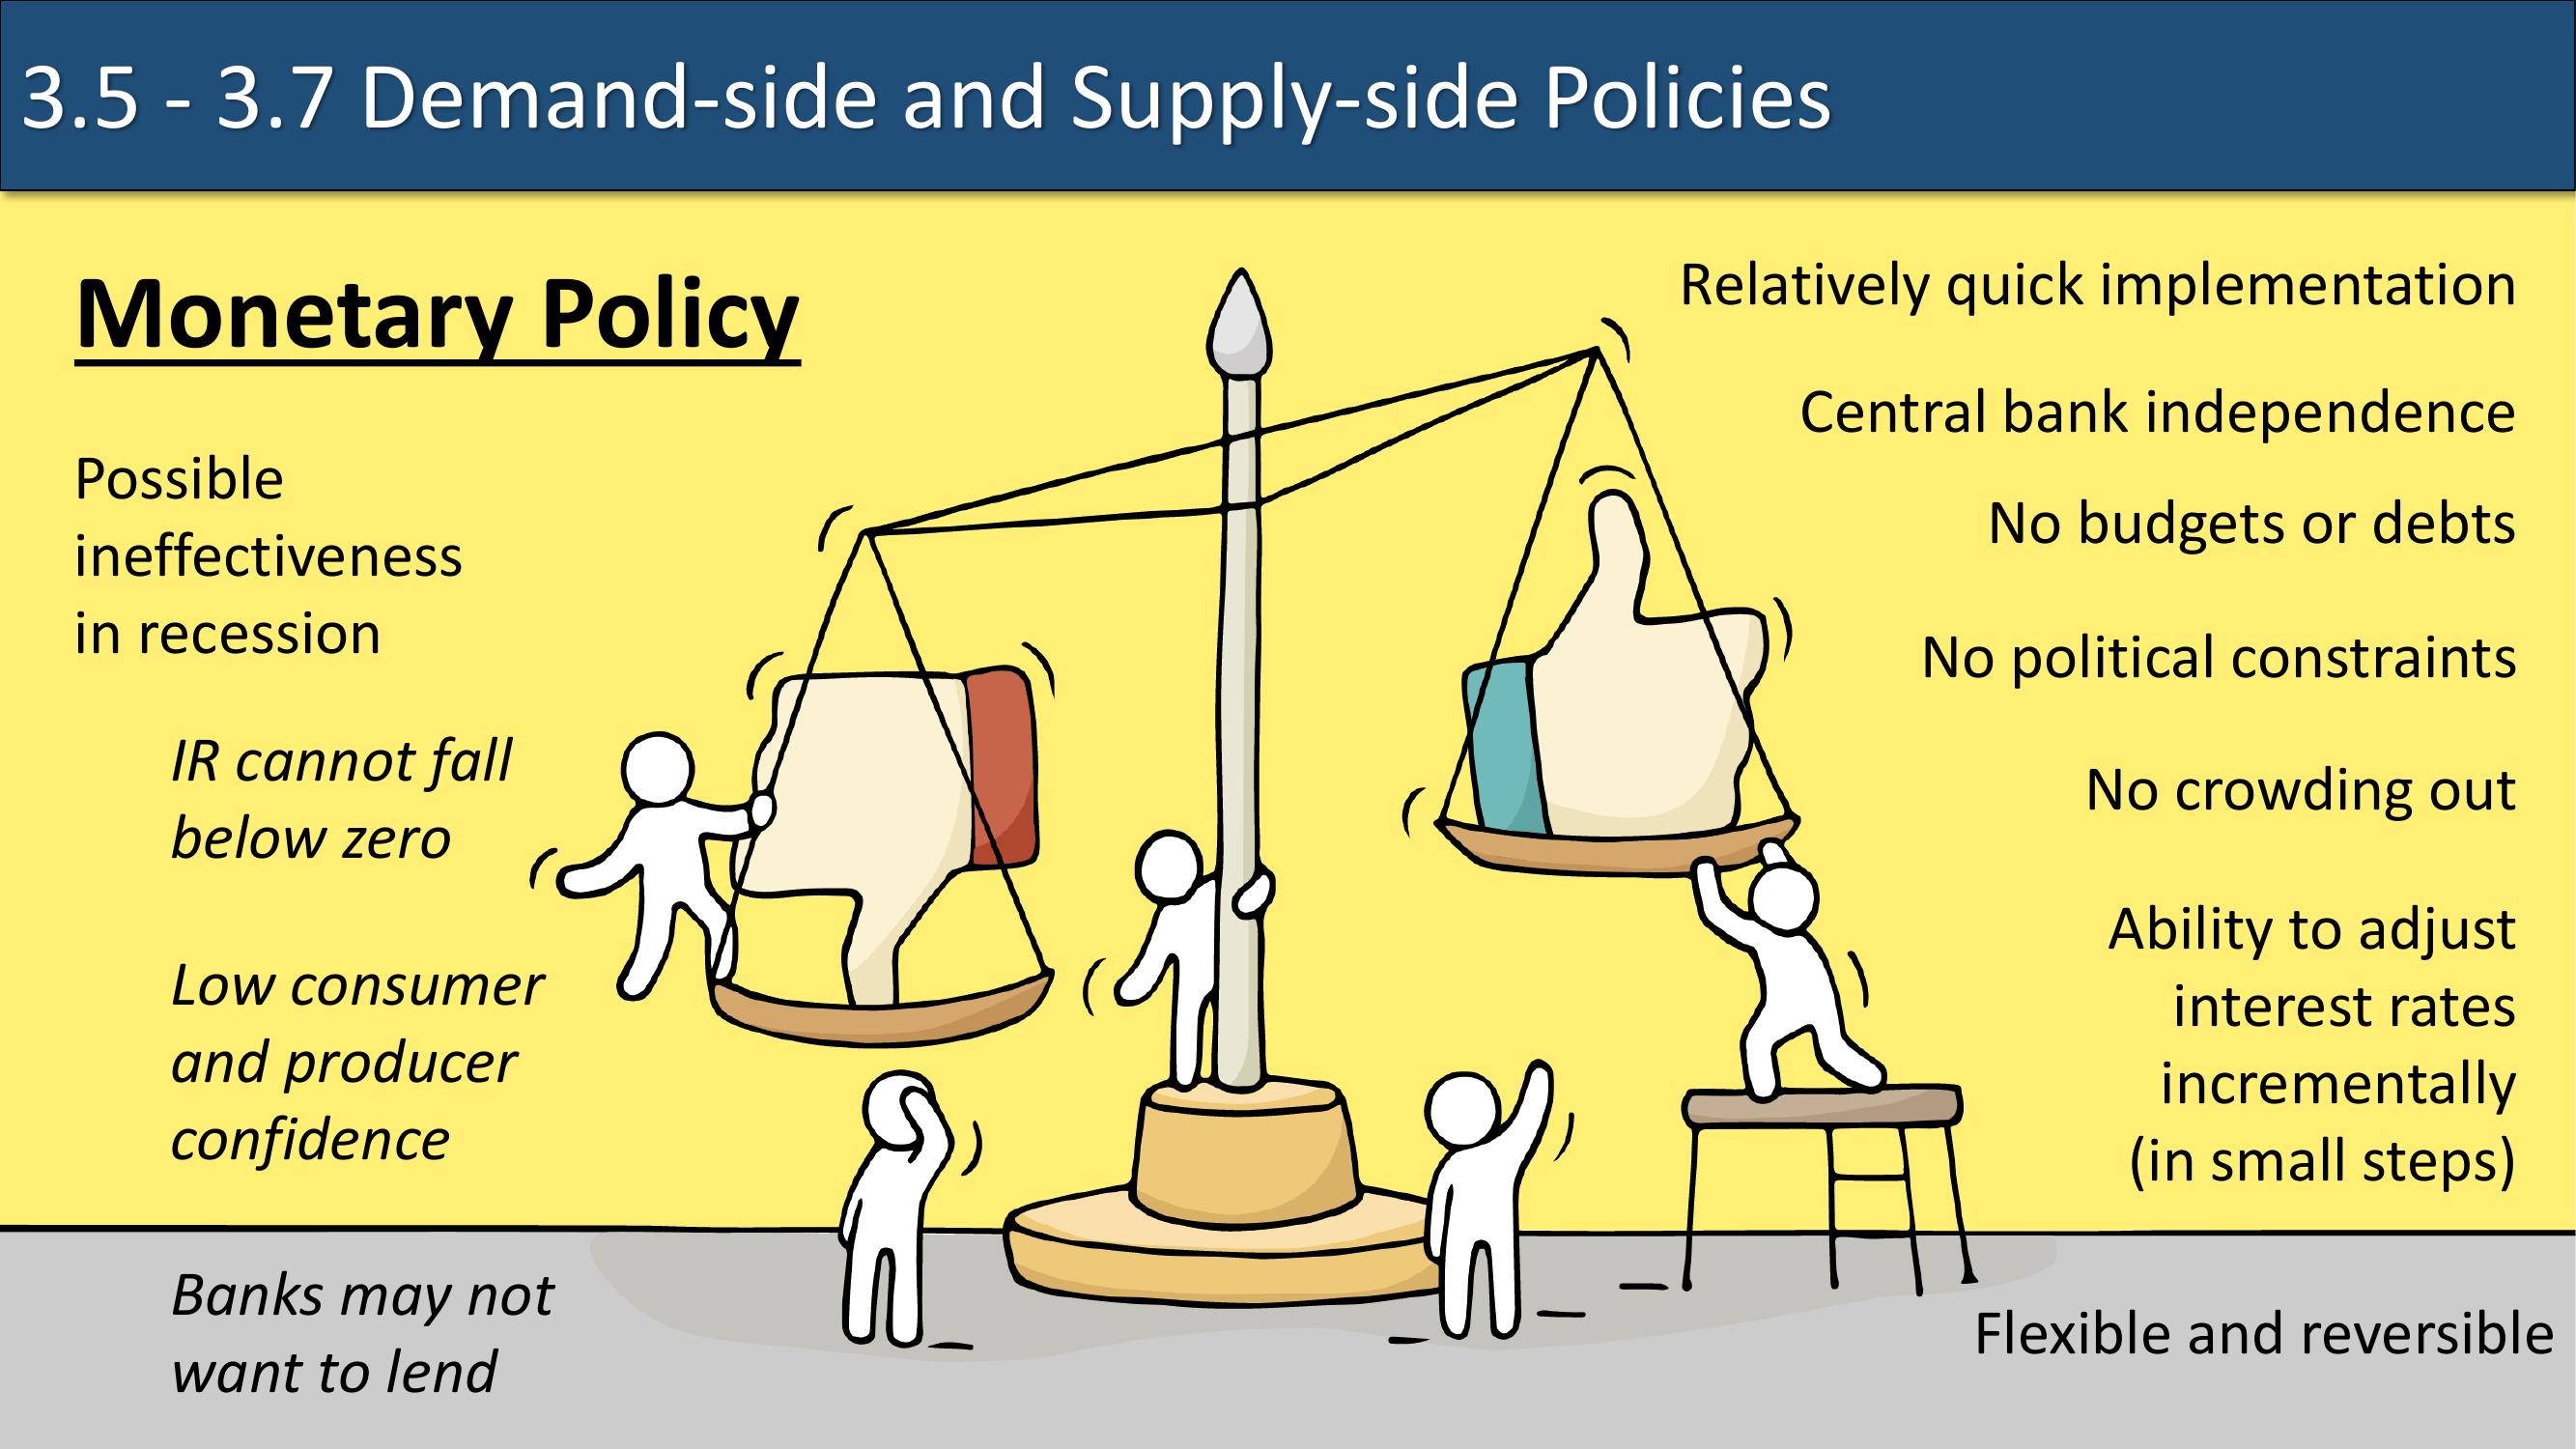 3.5 - 3.7 Demand-side and Supply-side Policies
Monetary Policy
Possible
ineffectiveness
in recession
IR cannot fall
below zero
Low consumer
and producer
confidence
Banks may not
want to lend
Relatively quick implementation
Central bank independence
No budgets or debts
No political constraints
No crowding out
Ability to adjust
interest rates
incrementally
(in small steps)
Flexible and reversible